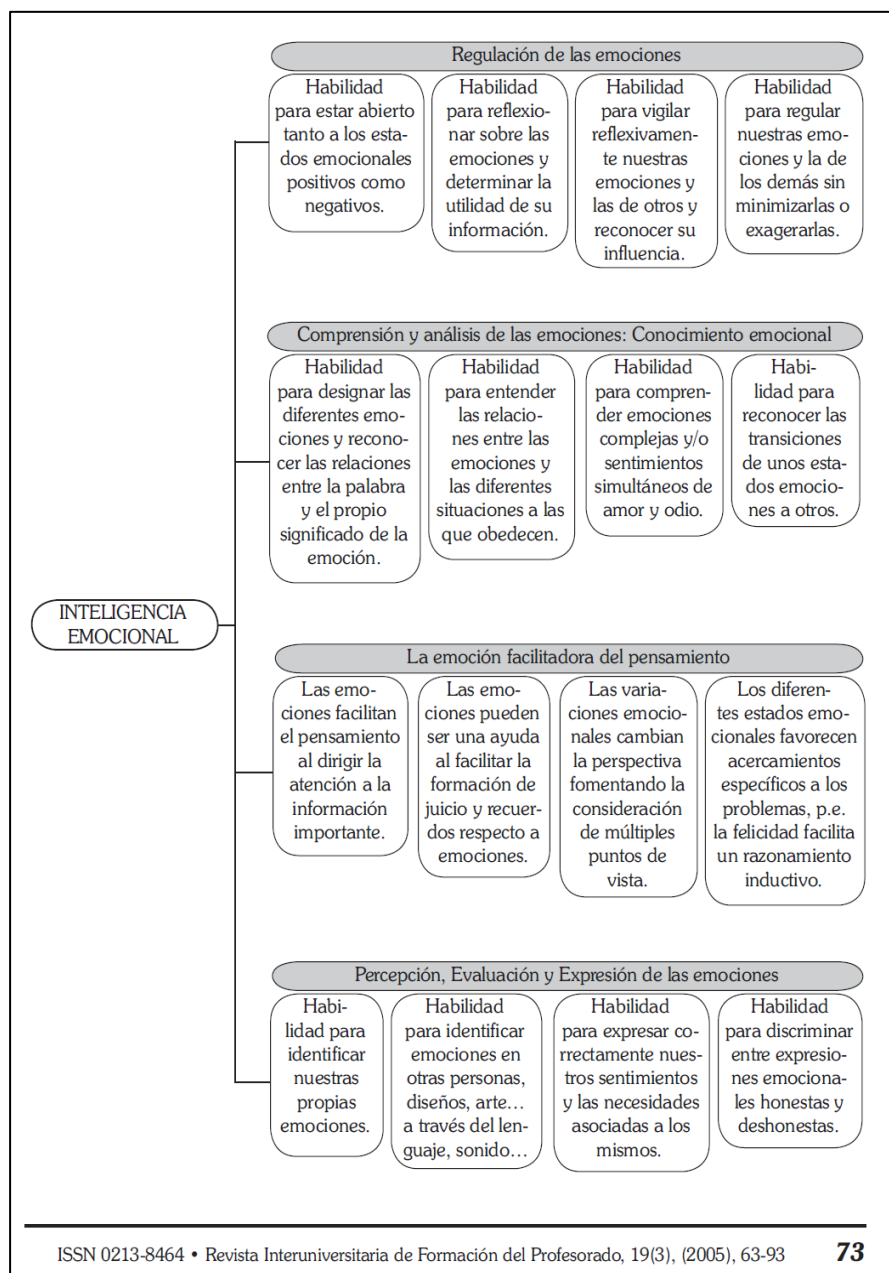 Regulación de las emociones
Habilidad
para estar abierto
tanto a los esta-
dos emocionales
positivos como
negativos.
Habilidad
para reflexio-
nar sobre las
emociones y
determinar la
utilidad de su
información.
Habilidad
para vigilar
reflexivamen-
te nuestras
emociones y
las de otros y
reconocer su
influencia.
Habilidad
para regular
nuestras emo-
ciones y la de
los demás sin
minimizarlas o
exagerarlas.
Comprensión y análisis de las emociones: Conocimiento emocional
Habilidad
para designar las
diferentes emo-
ciones y recono-
cer las relaciones
entre la palabra
y el propio
significado de la
emoción.
Habilidad
para entender
las relacio-
nes entre las
emociones y
las diferentes
situaciones a las
que obedecen.
Habilidad
para compren-
der emociones
complejas y/o
sentimientos
simultáneos de
amor y odio.
Habi-
lidad para
reconocer las
transiciones
de unos esta-
dos emocio-
nes a otros.
INTELIGENCIA
EMOCIONAL
La emoción facilitadora del pensamiento
Las emo-
ciones facilitan
el pensamiento
al dirigir la
atención a la
información
importante.
Las emo-
ciones pueden
ser una ayuda
al facilitar la
formación de
juicio y recuer-
dos respecto a
emociones.
Las varia-
ciones emocio-
nales cambian
la perspectiva
fomentando la
consideración
de múltiples
puntos de
vista.
Los diferen-
tes estados emo-
cionales favorecen
acercamientos
específicos a los
problemas, p.e.
la felicidad facilita
un razonamiento
inductivo.
Percepción, Evaluación y Expresión de las emociones
Habi-
lidad para
identificar
nuestras
propias
emociones.
Habilidad
para identificar
emociones en
otras personas,
diseños, arte…
a través del len-
guaje, sonido…
Habilidad
para expresar co-
rrectamente nues-
tros sentimientos
y las necesidades
asociadas a los
mismos.
Habilidad
para discriminar
entre expresio-
nes emociona-
les honestas y
deshonestas.
ISSN 0213-8464 • Revista Interuniversitaria de Formación del Profesorado, 19(3), (2005), 63-93 73